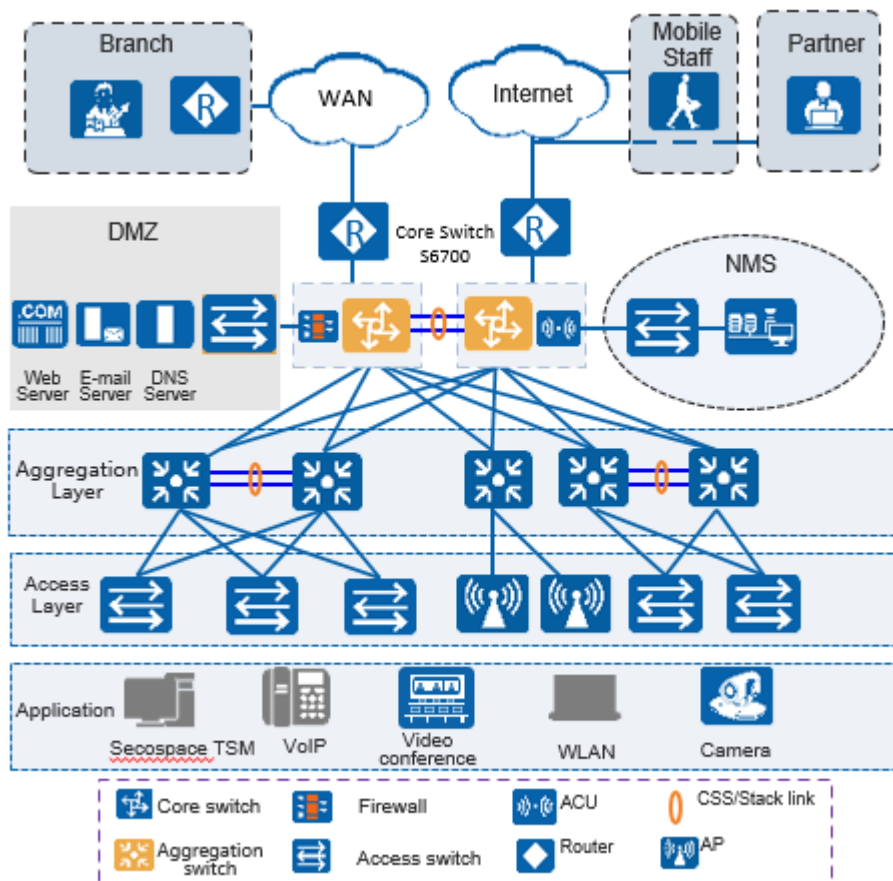 Branch
Mobile
Staff
Partner
R
WAN
Internet
DMZ
R
Core Switch
S6700
R
NMS
.COM
Web
Server
E-mail
Server
DNS
Server
Aggregation
Layer
Access
Layer
Application
Secospace TSM
VoIP
Video
conference
WLAN
Camera
Core switch
Firewall
ACU
CSS/Stack link
Aggregation
switch
Access switch
Router
AP